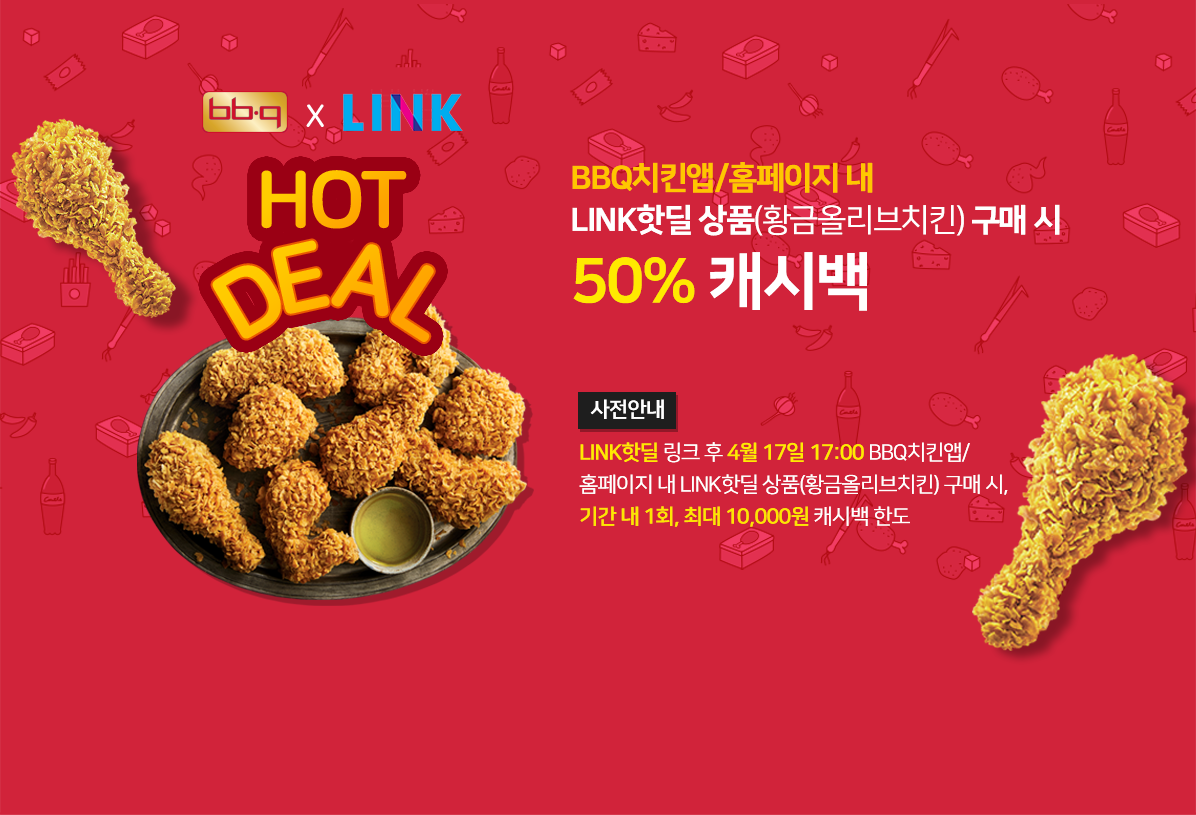 bb.q x LINK
HOT
DEAL
BBQ치킨앱/홈페이지 내
LINK핫딜 상품(황금올리브치킨) 구매 시
50% 캐시백
사전안내
LINK핫딜 링크 후 4월 17일 17:00 BBQ치킨앱/
홈페이지 내 LINK핫딜 상품(황금올리브치킨) 구매 시,
기간 내 1회, 최대 10,000원 캐시백 한도